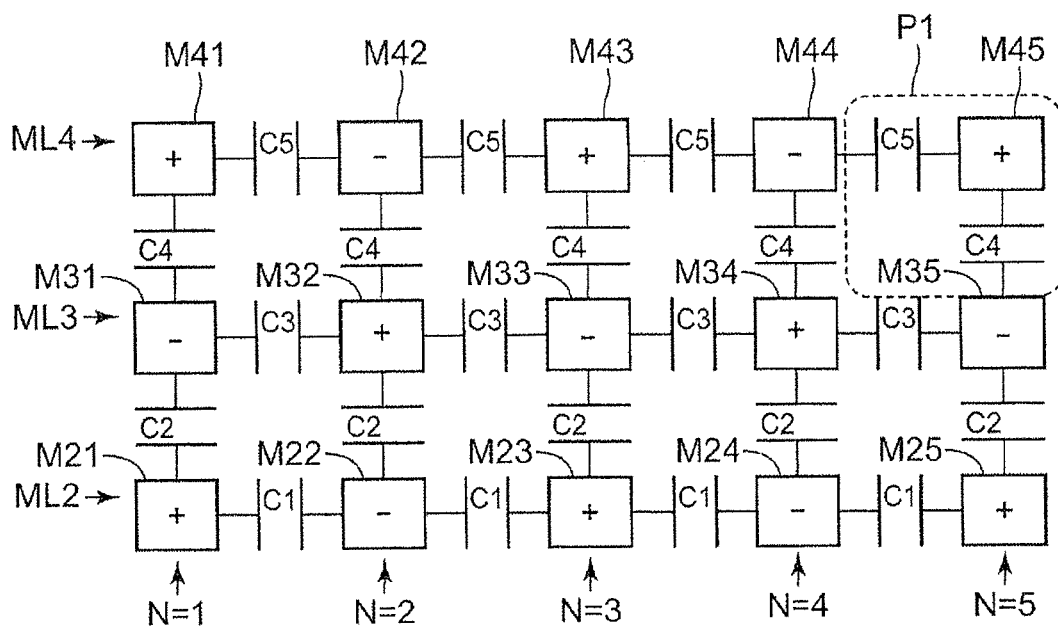 P1
M41 M42 M43 M44 M45
ML4 + C5 - C5 + C5 - C5 +
C4 C4 C4 C4 C4
M31 M32 M33 M34 M35
ML3 - C3 + C3 - C3 + C3 -
C2 C2 C2 C2 C2
M21 M22 M23 M24 M25
ML2 + C1 - C1 + C1 - C1 +
N=1 N=2 N=3 N=4 N=5